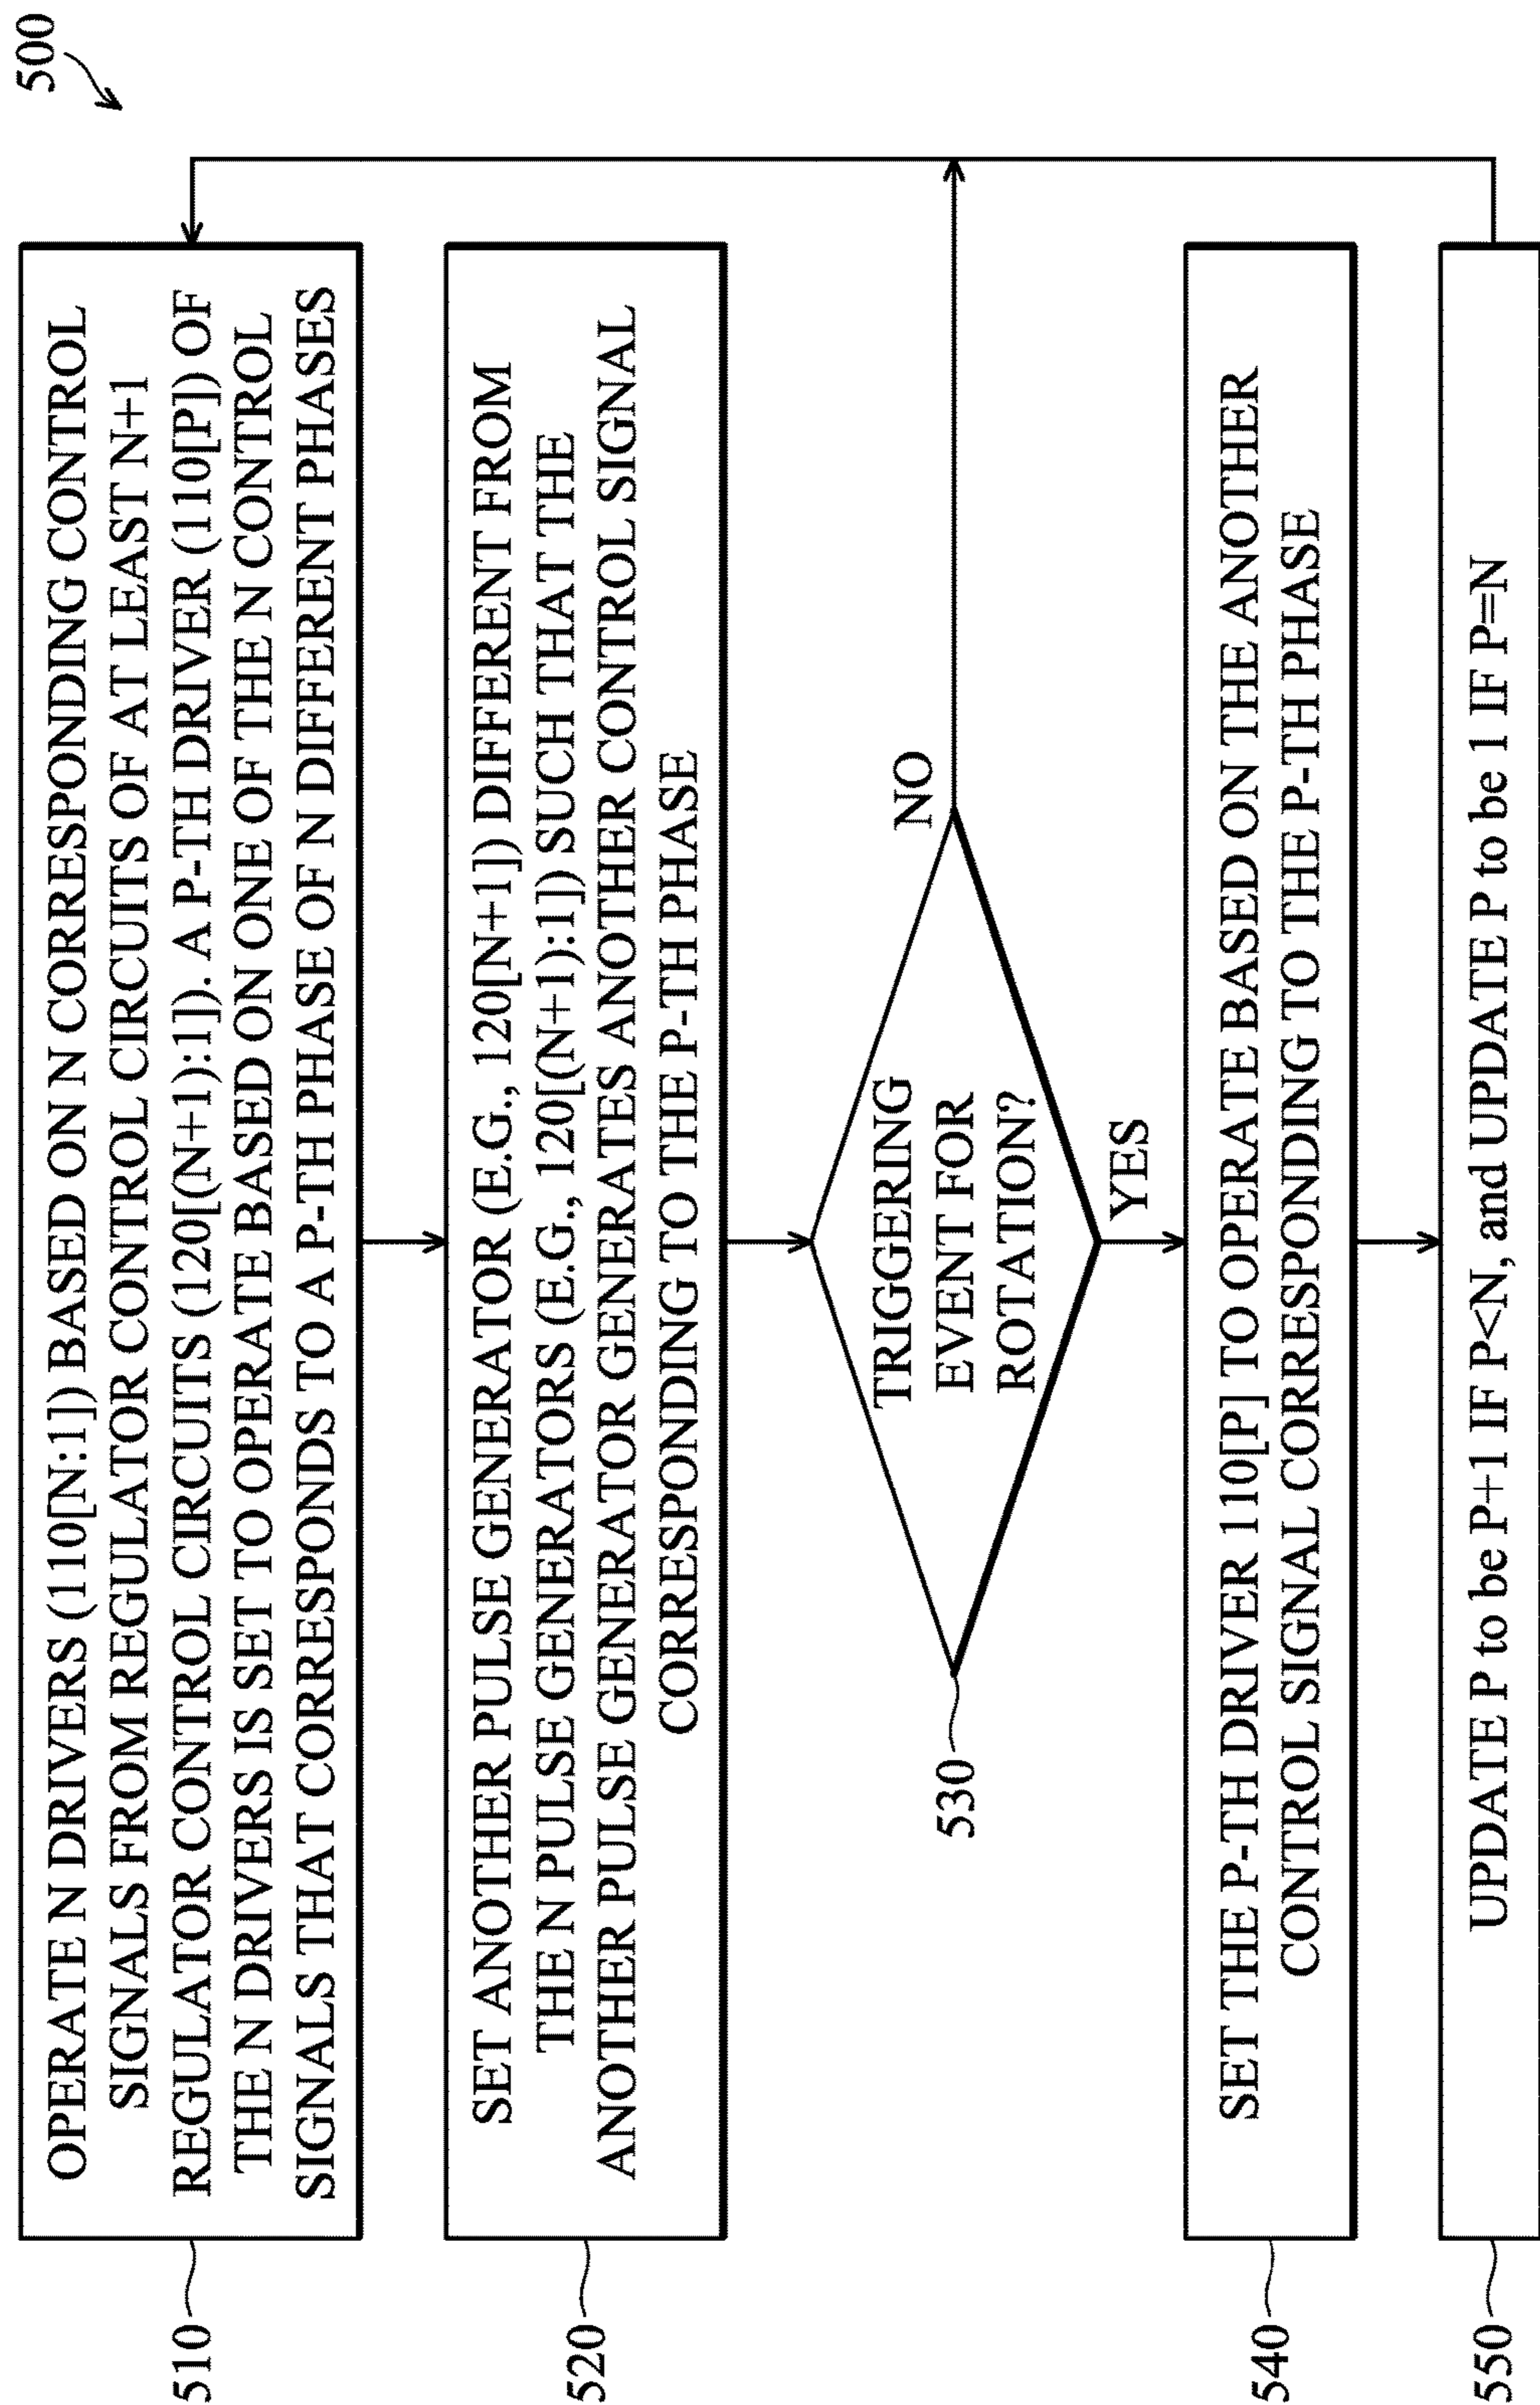 500
510
OPERATE N DRIVERS (110[N:1]) BASED ON N CORRESPONDING CONTROL
SIGNALS FROM REGULATOR CONTROL CIRCUITS OF AT LEAST N+1
REGULATOR CONTROL CIRCUITS (120[(N+1):1]). A P-TH DRIVER (110[P]) OF
THE N DRIVERS IS SET TO OPERATE BASED ON ONE OF THE N CONTROL
SIGNALS THAT CORRESPONDS TO A P-TH PHASE OF N DIFFERENT PHASES
520
SET ANOTHER PULSE GENERATOR (E.G., 120[N+1]) DIFFERENT FROM
THE N PULSE GENERATORS (E.G., 120[(N+1):1]) SUCH THAT THE
ANOTHER PULSE GENERATOR GENERATES ANOTHER CONTROL SIGNAL
CORRESPONDING TO THE P-TH PHASE
530
TRIGGERING
EVENT FOR
ROTATION?
NO
YES
540
SET THE P-TH DRIVER 110[P] TO OPERATE BASED ON THE ANOTHER
CONTROL SIGNAL CORRESPONDING TO THE P-TH PHASE
550
UPDATE P to be P+1 IF P<N, and UPDATE P to be 1 IF P=N